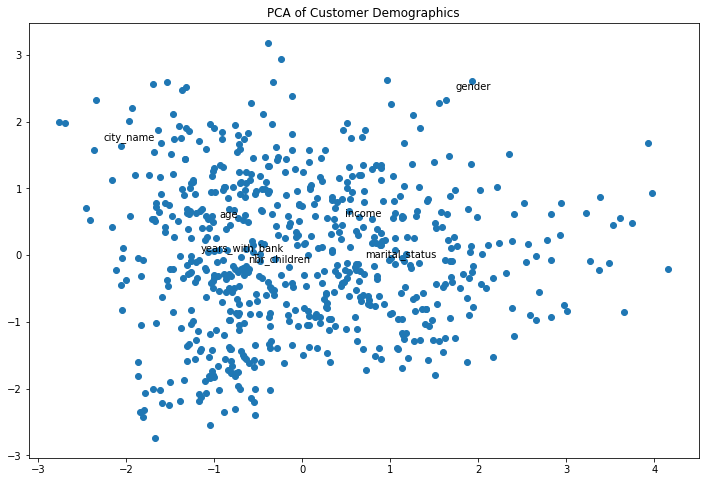 PCA of Customer Demographics
3
2
1
0
−1
−2
−3
gender
city_name
age
Income
years_with_bank
nbr_children
marital_status
−3
−2
−1
0
1
2
3
4